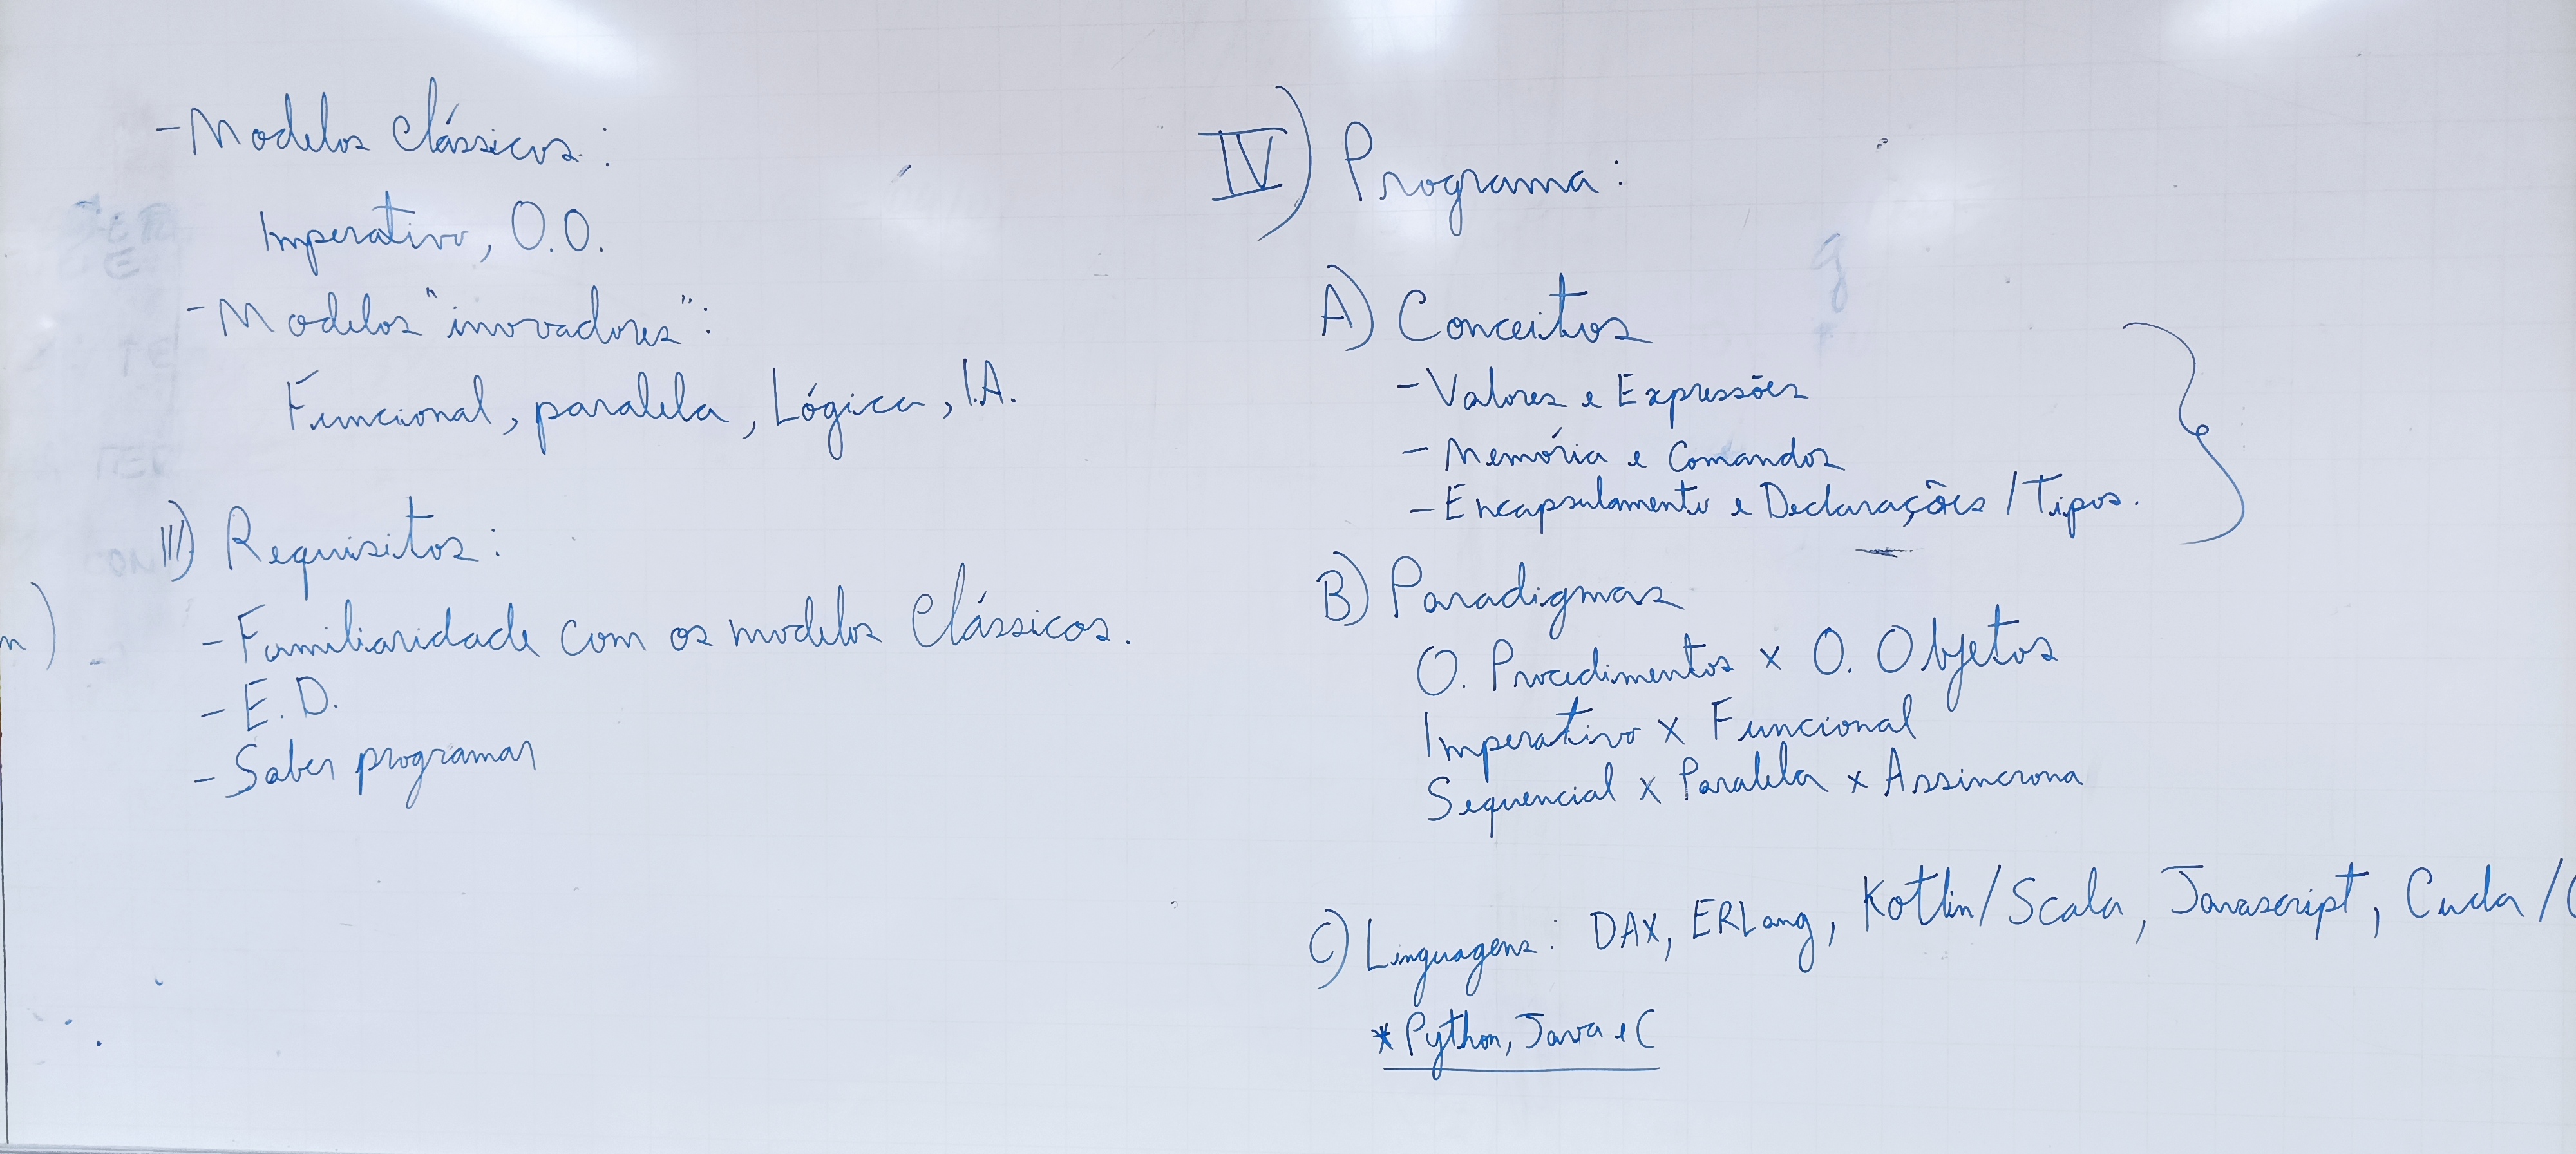 - Modelos Clássicos:
Imperativo, O.O.
- Modelos "inovadores":
Funcional, paralela, Lógica, I.A.
III) Requisitos:
- Familiaridade com os modelos Clássicos.
- E.D.
- Saber programar
IV) Programa:
A) Conceitos
- Valores e Expressões
- Memória e Comandos
- Encapsulamento e Declarações / Tipos.
B) Paradigmas
O. Procedimentos x O. Objetos
Imperativo x Funcional
Sequencial x Paralela x Assincrona
C) Linguagens: DAX, ERLang, Kotlin/Scala, Javascript, Cuda /
* Python, Java e C